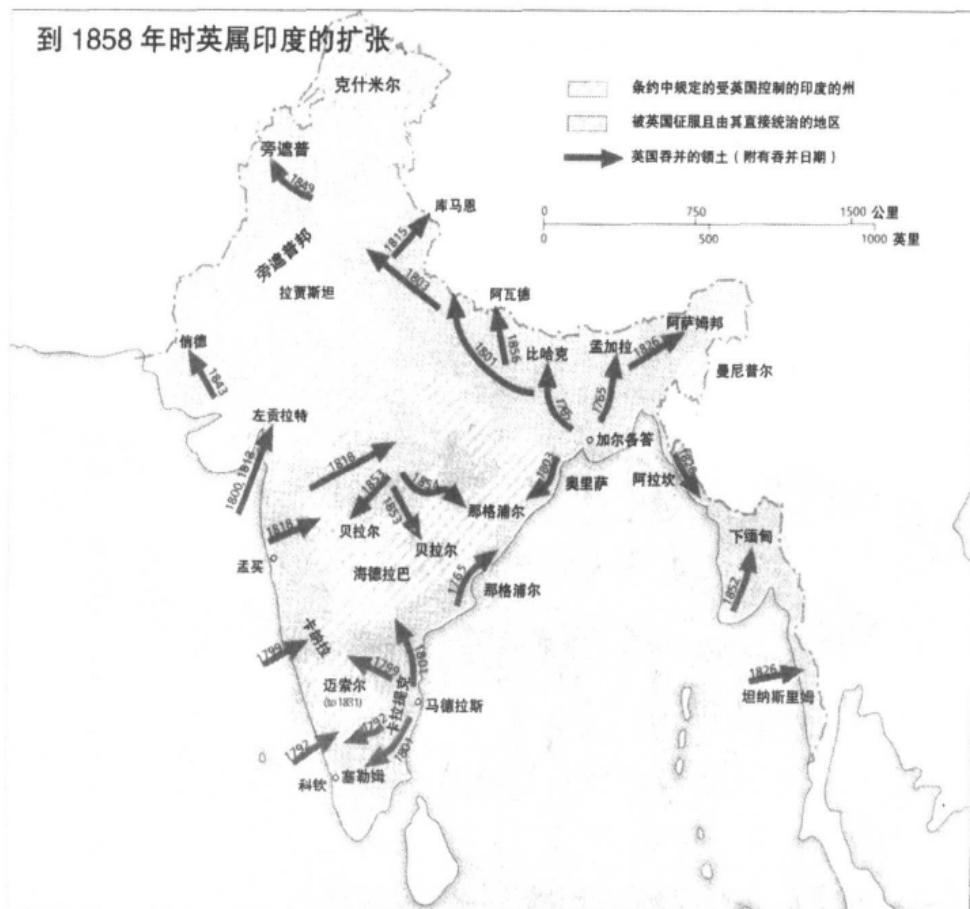 到 1858 年时英属印度的扩张
克什米尔
条约中规定的受英国控制的印度的州
被英国征服且由其直接统治的地区
英国吞并的领土（附有吞并日期）
0 750 1500 公里
0 500 1000 英里
旁遮普
1849
库马恩
1815
旁遮普邦
1803
拉贾斯坦
阿瓦德
阿萨姆邦
信德
1801
1856
比哈克
孟加拉
1826
曼尼普尔
1843
1765
左贡拉特
加尔各答
1800, 1818
1818
1853
1854
1803
奥里萨
阿拉坎
1826
那格浦尔
1853
下缅甸
1818
贝拉尔
贝拉尔
孟买
海德拉巴
1765
那格浦尔
1852
卡纳拉
1799
1799
1801
1826
迈索尔
(to 1831)
卡拉提克
马德拉斯
坦纳斯里姆
1792
1792
1801
科钦
塞勒姆